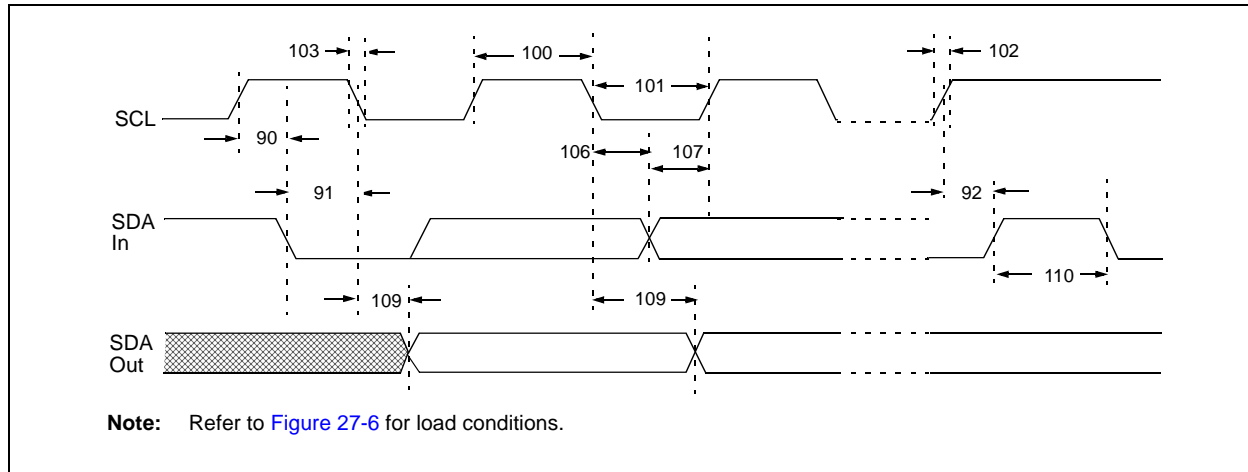 103
100
102
101
SCL
90
106
107
91
92
SDA
In
110
109
109
SDA
Out
Note: Refer to Figure 27-6 for load conditions.